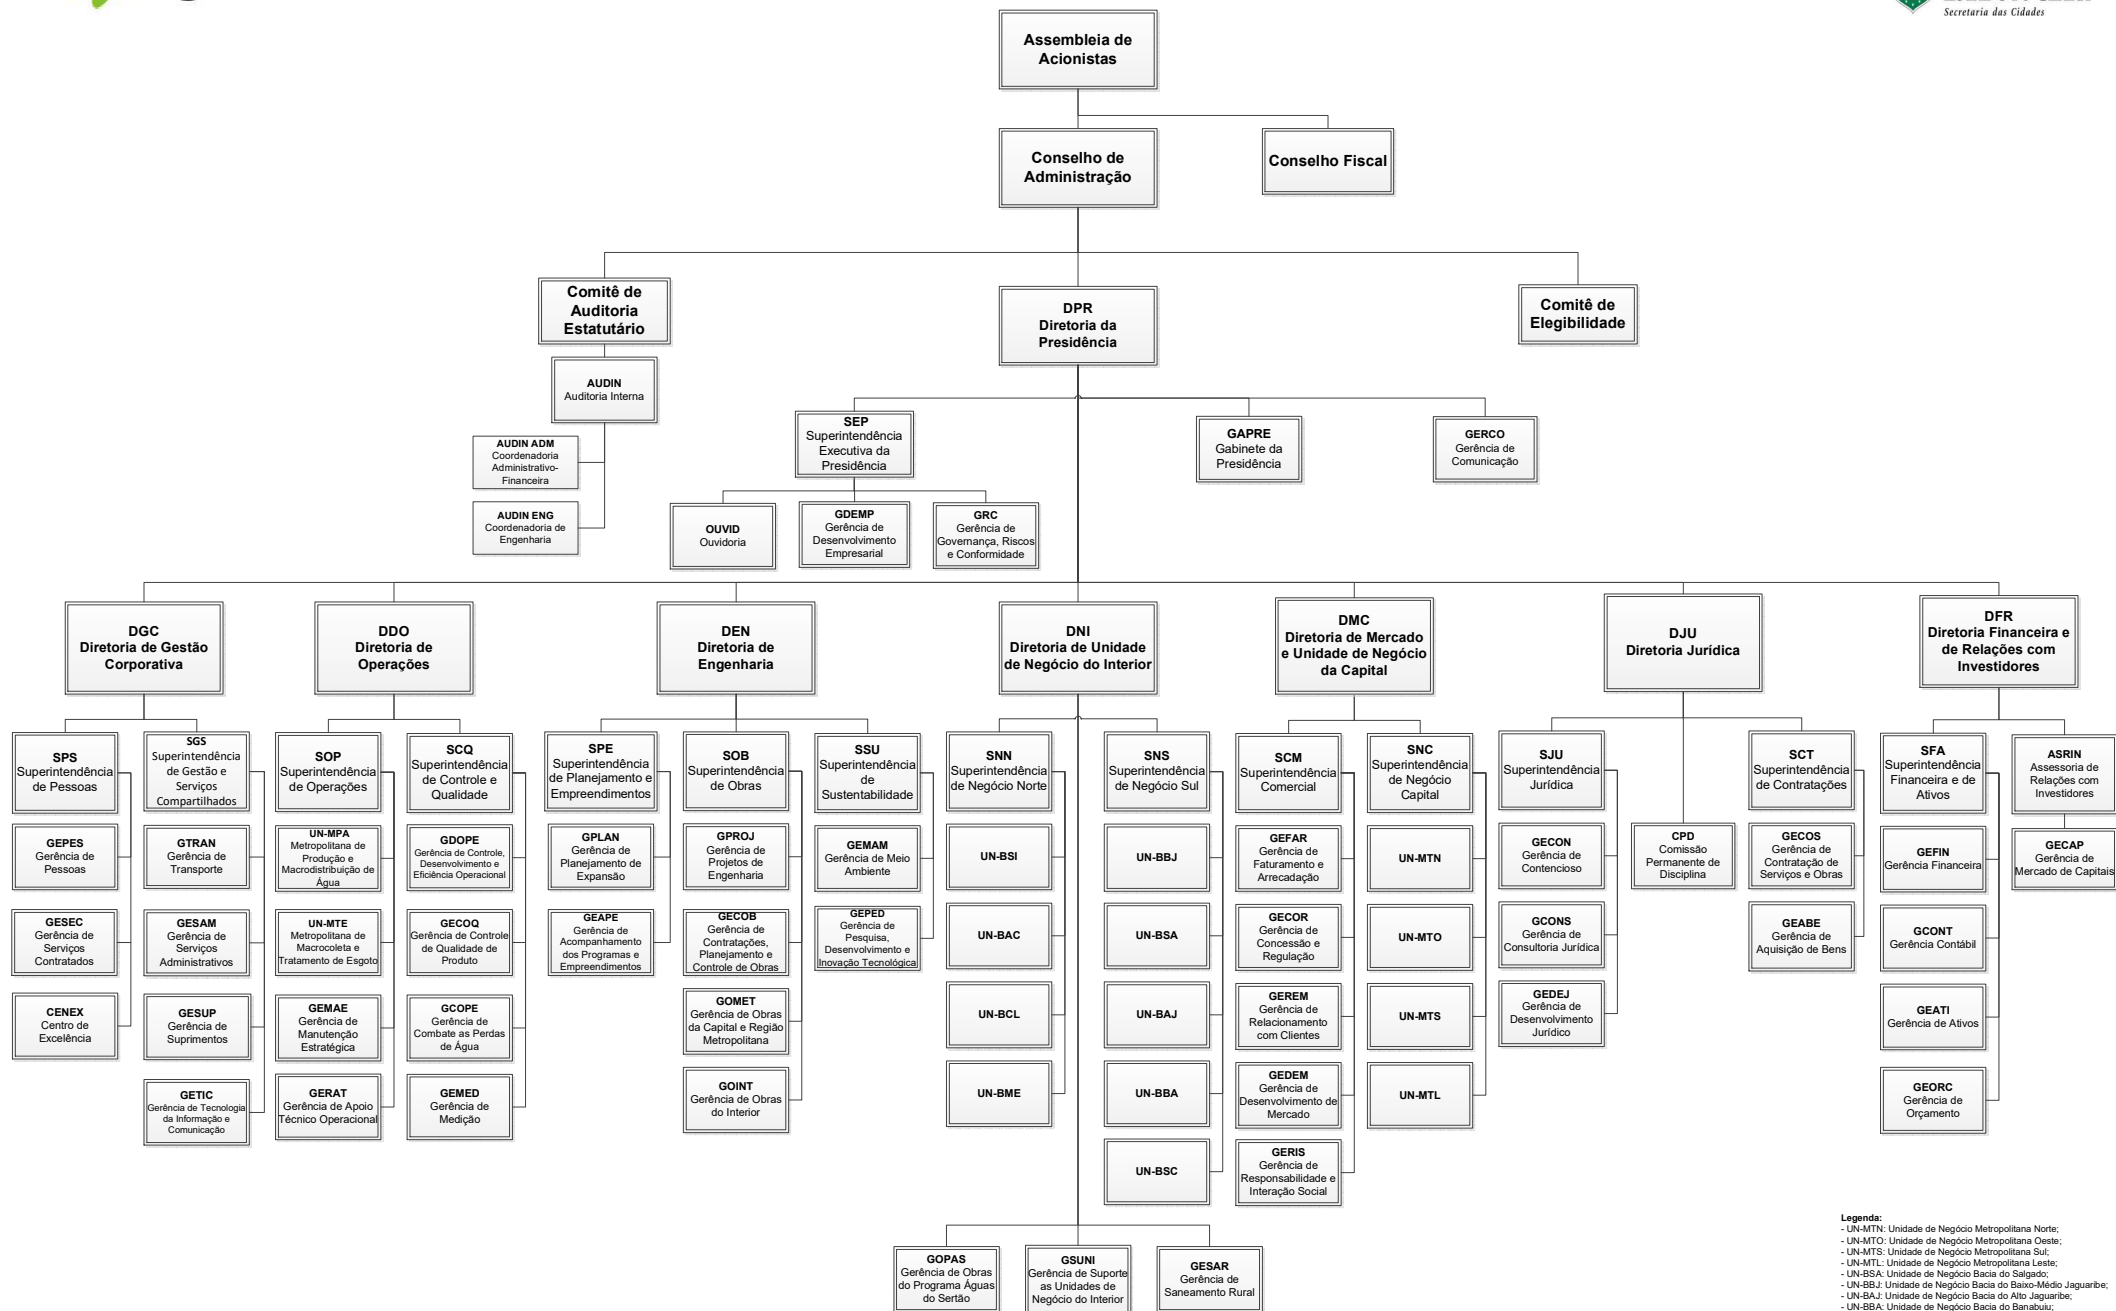 Secretaria das Cidades
Assembleia de
Acionistas
Conselho de
Administração
Conselho Fiscal
Comitê de
Auditoria
Estatutário
DPR
Diretoria da
Presidência
Comitê de
Elegibilidade
AUDIN
Auditoria Interna
AUDIN ADM
Coordenadoria
Administrativo-
Financeira
AUDIN ENG
Coordenadoria de
Engenharia
SEP
Superintendência
Executiva da
Presidência
GAPRE
Gabinete da
Presidência
GERCO
Gerência de
Comunicação
OUVID
Ouvidoria
GDEMP
Gerência de
Desenvolvimento
Empresarial
GRC
Gerência de
Governança, Riscos
e Conformidade
DGC
Diretoria de Gestão
Corporativa
DDO
Diretoria de
Operações
DEN
Diretoria de
Engenharia
DNI
Diretoria de Unidade
de Negócio do Interior
DMC
Diretoria de Mercado
e Unidade de Negócio
da Capital
DJU
Diretoria Jurídica
DFR
Diretoria Financeira e
de Relações com
Investidores
SPS
Superintendência
de Pessoas
GEPES
Gerência de
Pessoas
GESEC
Gerência de
Serviços
Contratados
CENEX
Centro de
Excelência
SGS
Superintendência
de Gestão e
Serviços
Compartilhados
GTRAN
Gerência de
Transporte
GESAM
Gerência de
Serviços
Administrativos
GESUP
Gerência de
Suprimentos
GETIC
Gerência de Tecnologia
da Informação e
Comunicação
SOP
Superintendência
de Operações
UN-MPA
Metropolitana de
Produção e
Macrodistribuição de
Água
UN-MTE
Metropolitana de
Macrocoleta e
Tratamento de Esgoto
GEMAE
Gerência de
Manutenção
Estratégica
GERAT
Gerência de Apoio
Técnico Operacional
SCQ
Superintendência
de Controle e
Qualidade
GDOPE
Gerência de Controle,
Desenvolvimento e
Eficiência Operacional
GECOQ
Gerência de Controle
de Qualidade de
Produto
GCOPE
Gerência de
Combate as Perdas
de Água
GEMED
Gerência de
Medição
SPE
Superintendência
de Planejamento e
Empreendimentos
GPLAN
Gerência de
Planejamento de
Expansão
GEAPE
Gerência de
Acompanhamento
dos Programas e
Empreendimentos
SOB
Superintendência
de Obras
GPROJ
Gerência de
Projetos de
Engenharia
GECOB
Gerência de
Contratações,
Planejamento e
Controle de Obras
GOMET
Gerência de Obras
da Capital e Região
Metropolitana
GOINT
Gerência de Obras
do Interior
SSU
Superintendência
de
Sustentabilidade
GEMAM
Gerência de Meio
Ambiente
GEPED
Gerência de
Pesquisa,
Desenvolvimento e
Inovação Tecnológica
SNN
Superintendência
de Negócio Norte
UN-BSI
UN-BAC
UN-BCL
UN-BME
SNS
Superintendência
de Negócio Sul
UN-BBJ
UN-BSA
UN-BAJ
UN-BBA
UN-BSC
SCM
Superintendência
Comercial
GEFAR
Gerência de
Faturamento e
Arrecadação
GECOR
Gerência de
Concessão e
Regulação
GEREM
Gerência de
Relacionamento
com Clientes
GEDEM
Gerência de
Desenvolvimento de
Mercado
GERIS
Gerência de
Responsabilidade e
Interação Social
SNC
Superintendência
de Negócio
Capital
UN-MTN
UN-MTO
UN-MTS
UN-MTL
SJU
Superintendência
Jurídica
GECON
Gerência de
Contencioso
GCONS
Gerência de
Consultoria Jurídica
GEDEJ
Gerência de
Desenvolvimento
Jurídico
CPD
Comissão
Permanente de
Disciplina
SCT
Superintendência
de Contratações
GECOS
Gerência de
Contratação de
Serviços e Obras
GEABE
Gerência de
Aquisição de Bens
SFA
Superintendência
Financeira e de
Ativos
GEFIN
Gerência Financeira
GCONT
Gerência Contábil
GEATI
Gerência de Ativos
GEORC
Gerência de
Orçamento
ASRIN
Assessoria de
Relações com
Investidores
GECAP
Gerência de
Mercado de Capitais
GOPAS
Gerência de Obras
do Programa Águas
do Sertão
GSUNI
Gerência de Suporte
as Unidades de
Negócio do Interior
GESAR
Gerência de
Saneamento Rural
Legenda:
- UN-MTN: Unidade de Negócio Metropolitana Norte;
- UN-MTO: Unidade de Negócio Metropolitana Oeste;
- UN-MTS: Unidade de Negócio Metropolitana Sul;
- UN-MTL: Unidade de Negócio Metropolitana Leste;
- UN-BSA: Unidade de Negócio Bacia do Salgado;
- UN-BBJ: Unidade de Negócio Bacia do Baixo-Médio Jaguaribe;
- UN-BAJ: Unidade de Negócio Bacia do Alto Jaguaribe;
- UN-BBA: Unidade de Negócio Bacia do Banabuiu;